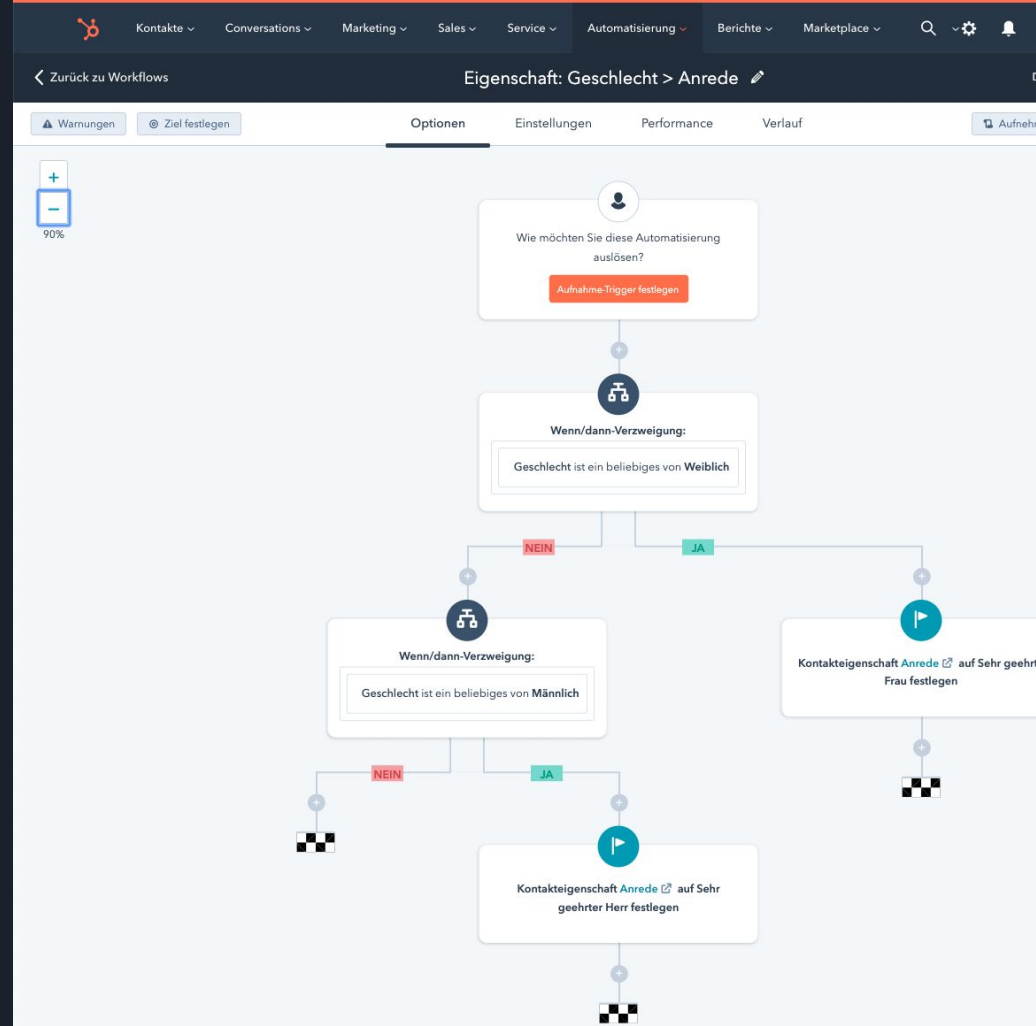 Kontakte Conversations Marketing Sales Service Automatisierung Berichte Marketplace
Zurück zu Workflows
Eigenschaft: Geschlecht > Anrede
Warnungen
Ziel festlegen
Optionen Einstellungen Performance Verlauf
90%
Wie möchten Sie diese Automatisierung
auslösen?
Aufnahme-Trigger festlegen
Wenn/dann-Verzweigung:
Geschlecht ist ein beliebiges von Weiblich
NEIN
JA
Wenn/dann-Verzweigung:
Geschlecht ist ein beliebiges von Männlich
Kontakteigenschaft Anrede auf Sehr
Frau festlegen
NEIN
JA
Kontakteigenschaft Anrede auf Sehr
geehrter Herr festlegen